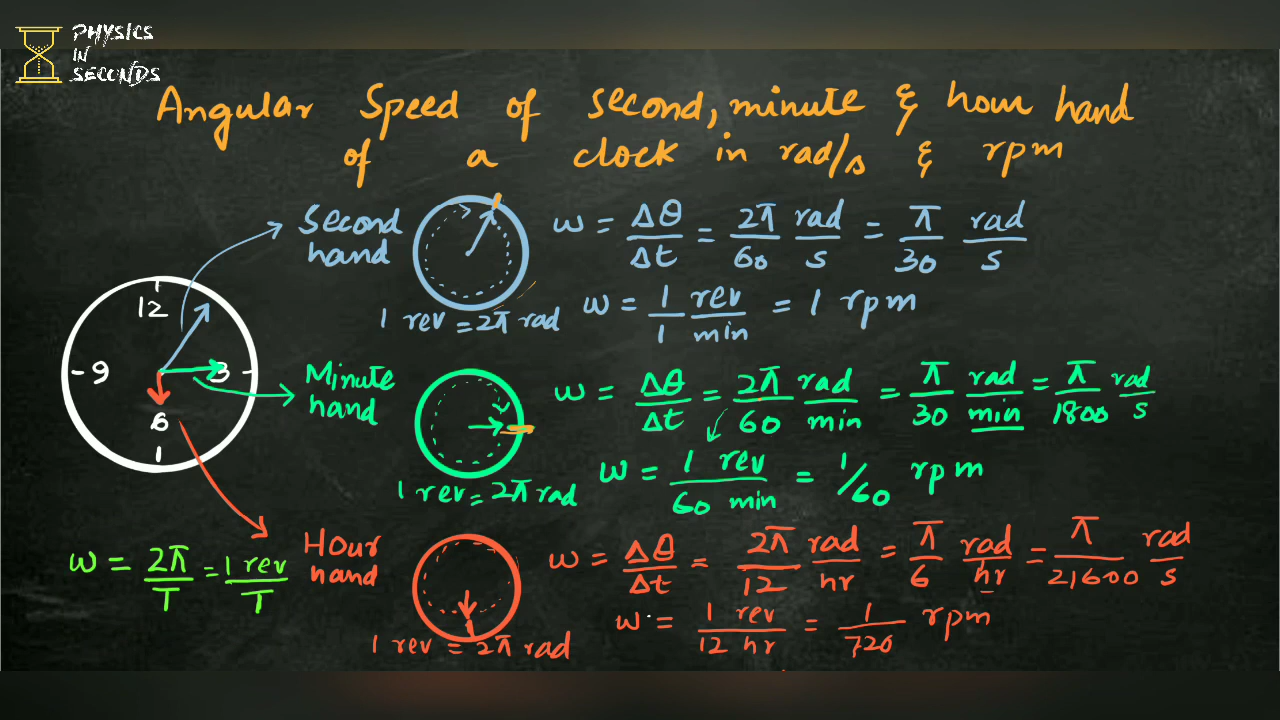 PHYSICS
IN
SECONDS
Angular Speed of second, minute & hour hand
of a clock in rad/s & rpm
Second
hand
1 rev = 2π rad
ω = Δθ/Δt = 2π/60 rad/s = π/30 rad/s
ω = 1/1 rev/min = 1 rpm
12
9
3
6
Minute
hand
1 rev = 2π rad
ω = Δθ/Δt = 2π/60 rad/min = π/30 rad/min = π/1800 rad/s
ω = 1 rev/60 min = 1/60 rpm
ω = 2π/T = 1 rev/T
Hour
hand
1 rev = 2π rad
ω = Δθ/Δt = 2π/12 rad/hr = π/6 rad/hr = π/21600 rad/s
ω = 1 rev/12 hr = 1/720 rpm